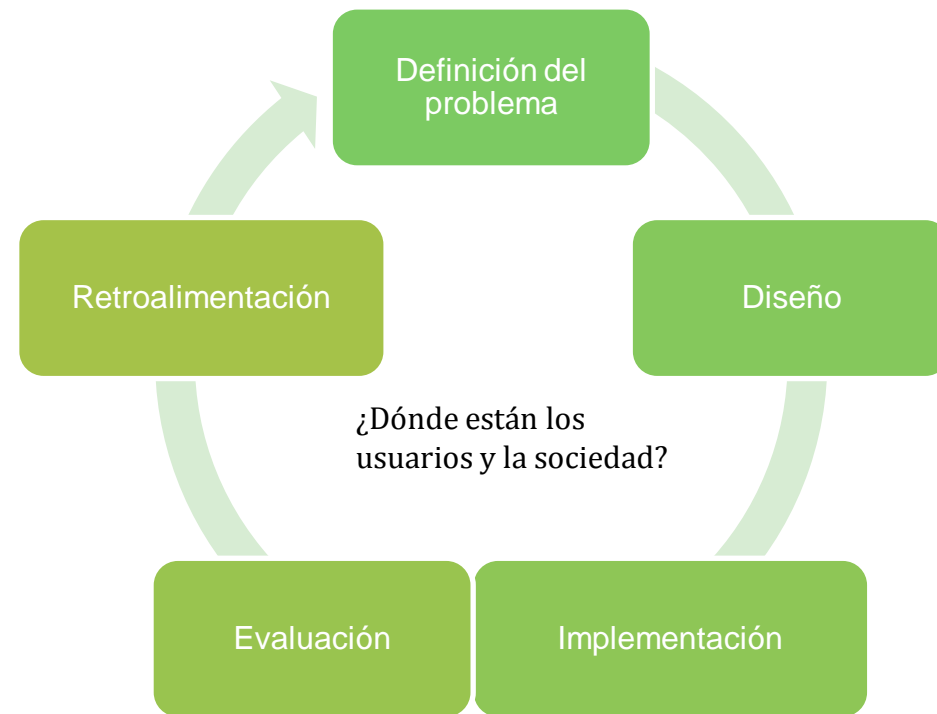 Definición del
problema
Retroalimentación
Diseño
¿Dónde están los
usuarios y la sociedad?
Evaluación
Implementación